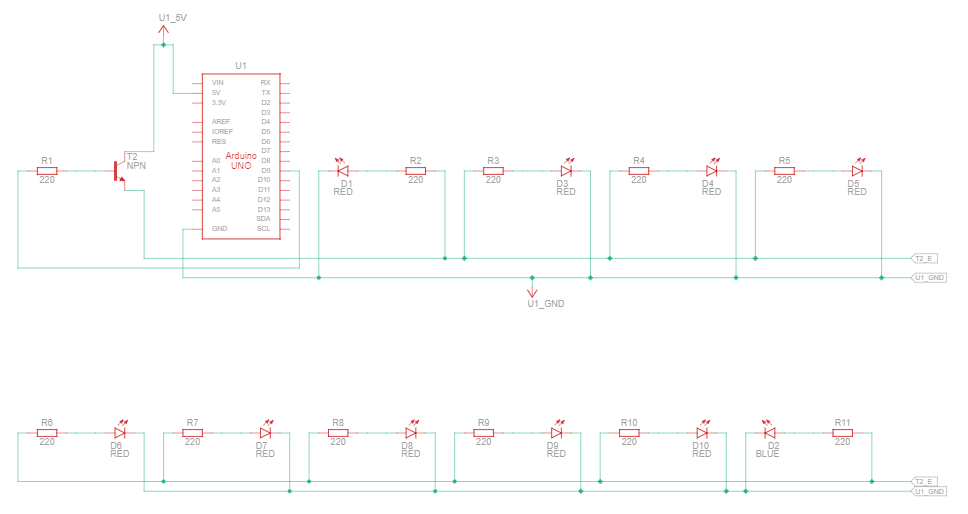 U1_5V
U1
VIN RX
5V TX
3.3V D2
D3
AREF D4
IOREF D5
RES D6
D7
Arduino
UNO
A0 D8
A1 D9
A2 D10
A3 D11
A4 D12
A5 D13
SDA
GND SCL
R1
220
T2
NPN
D1
RED
R2
220
R3
220
D3
RED
R4
220
D4
RED
R5
220
D5
RED
T2_E
U1_GND
U1_GND
R6
220
D6
RED
R7
220
D7
RED
R8
220
D8
RED
R9
220
D9
RED
R10
220
D10
RED
D2
BLUE
R11
220
T2_E
U1_GND